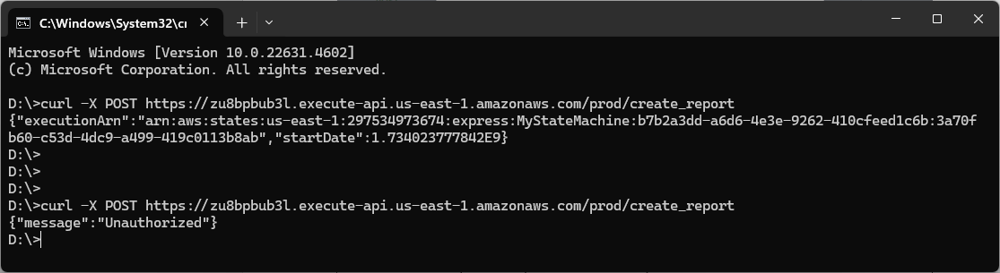 C:\Windows\System32\cr
Microsoft Windows [Version 10.0.22631.4602]
(c) Microsoft Corporation. All rights reserved.
D:\>curl -X POST https://zu8bpbub3l.execute-api.us-east-1.amazonaws.com/prod/create_report
{"executionArn":"arn:aws:states:us-east-1:297534973674:express:MyStateMachine:b7b2a3dd-a6d6-4e3e-9262-410cfeed1c6b:3a70f
b60-c53d-4dc9-a499-419c0113b8ab","startDate":1.734023777842E9}
D:\>
D:\>
D:\>
D:\>curl -X POST https://zu8bpbub3l.execute-api.us-east-1.amazonaws.com/prod/create_report
{"message":"Unauthorized"}
D:\>